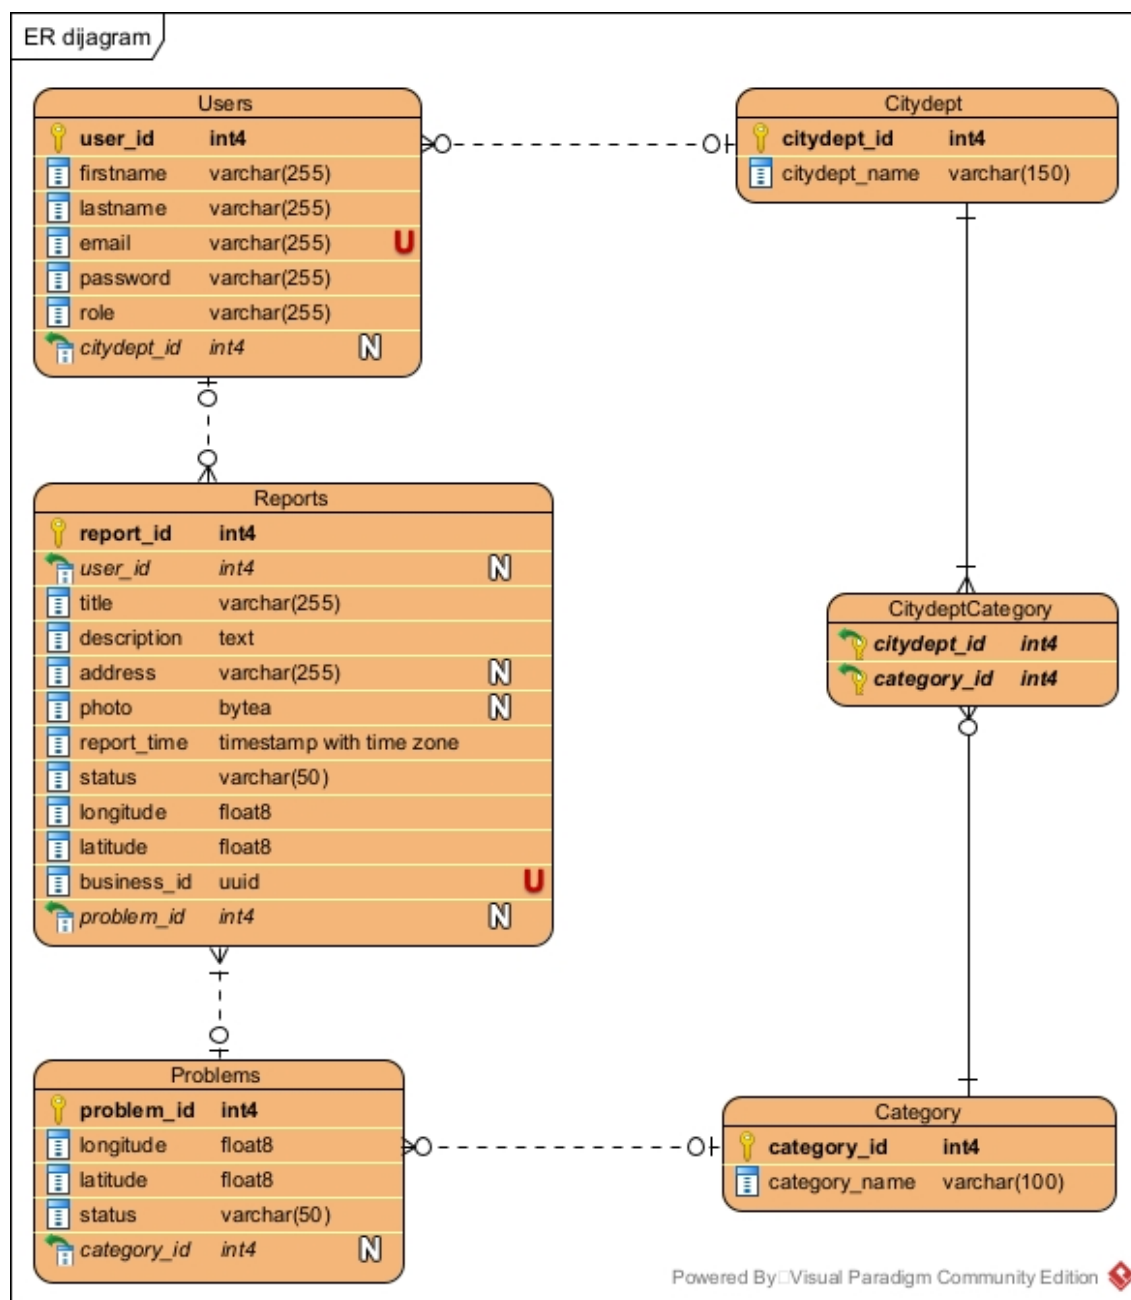 ER dijagram
Users
user_id int4
firstname varchar(255)
lastname varchar(255)
email varchar(255) U
password varchar(255)
role varchar(255)
citydept_id int4 N
Citydept
citydept_id int4
citydept_name varchar(150)
Reports
report_id int4
user_id int4 N
title varchar(255)
description text
address varchar(255) N
photo bytea N
report_time timestamp with time zone
status varchar(50)
longitude float8
latitude float8
business_id uuid U
problem_id int4 N
CitydeptCategory
citydept_id int4
category_id int4
Problems
problem_id int4
longitude float8
latitude float8
status varchar(50)
category_id int4 N
Category
category_id int4
category_name varchar(100)
Powered By Visual Paradigm Community Edition